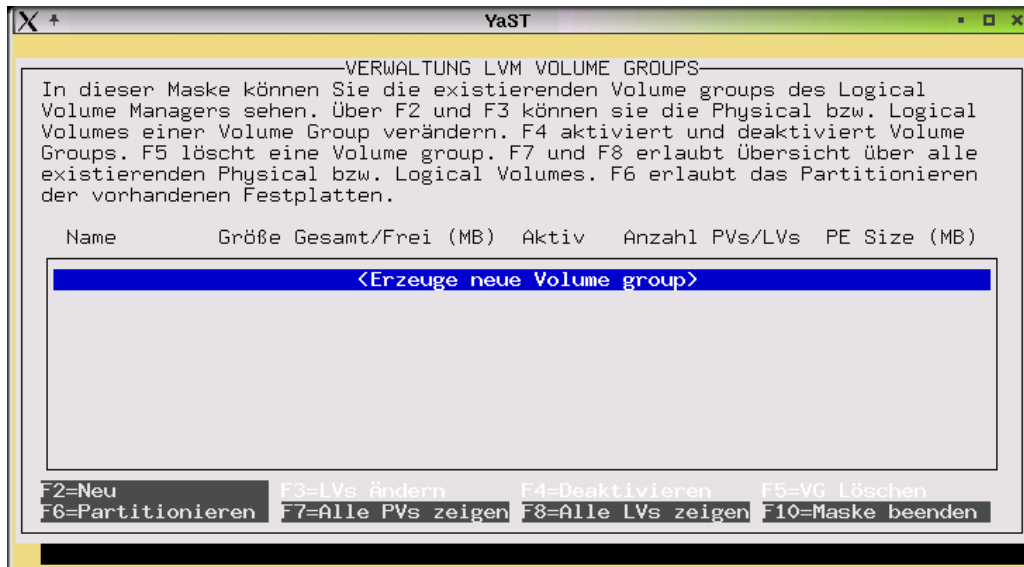 YaST
VERWALTUNG LVM VOLUME GROUPS
In dieser Maske können Sie die existierenden Volume groups des Logical
Volume Managers sehen. Über F2 und F3 können sie die Physical bzw. Logical
Volumes einer Volume Group verändern. F4 aktiviert und deaktiviert Volume
Groups. F5 löscht eine Volume group. F7 und F8 erlaubt Übersicht über alle
existierenden Physical bzw. Logical Volumes. F6 erlaubt das Partitionieren
der vorhandenen Festplatten.
Name Größe Gesamt/Frei (MB) Aktiv Anzahl PVs/LVs PE Size (MB)
<Erzeuge neue Volume group>
F2=Neu F3=LVs Ändern F4=Deaktivieren F5=VG Löschen
F6=Partitionieren F7=Alle PVs zeigen F8=Alle LVs zeigen F10=Maske beenden